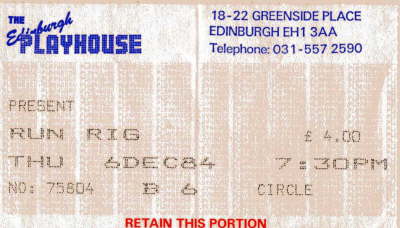 THE
Edinburgh
PLAYHOUSE
18-22 GREENSIDE PLACE
EDINBURGH EH1 3AA
Telephone: 031-557 2590
PRESENT
RUN RIG £ 4.00
THU 6DEC84 7:30PM
NO: 75804 B 6 CIRCLE
RETAIN THIS PORTION